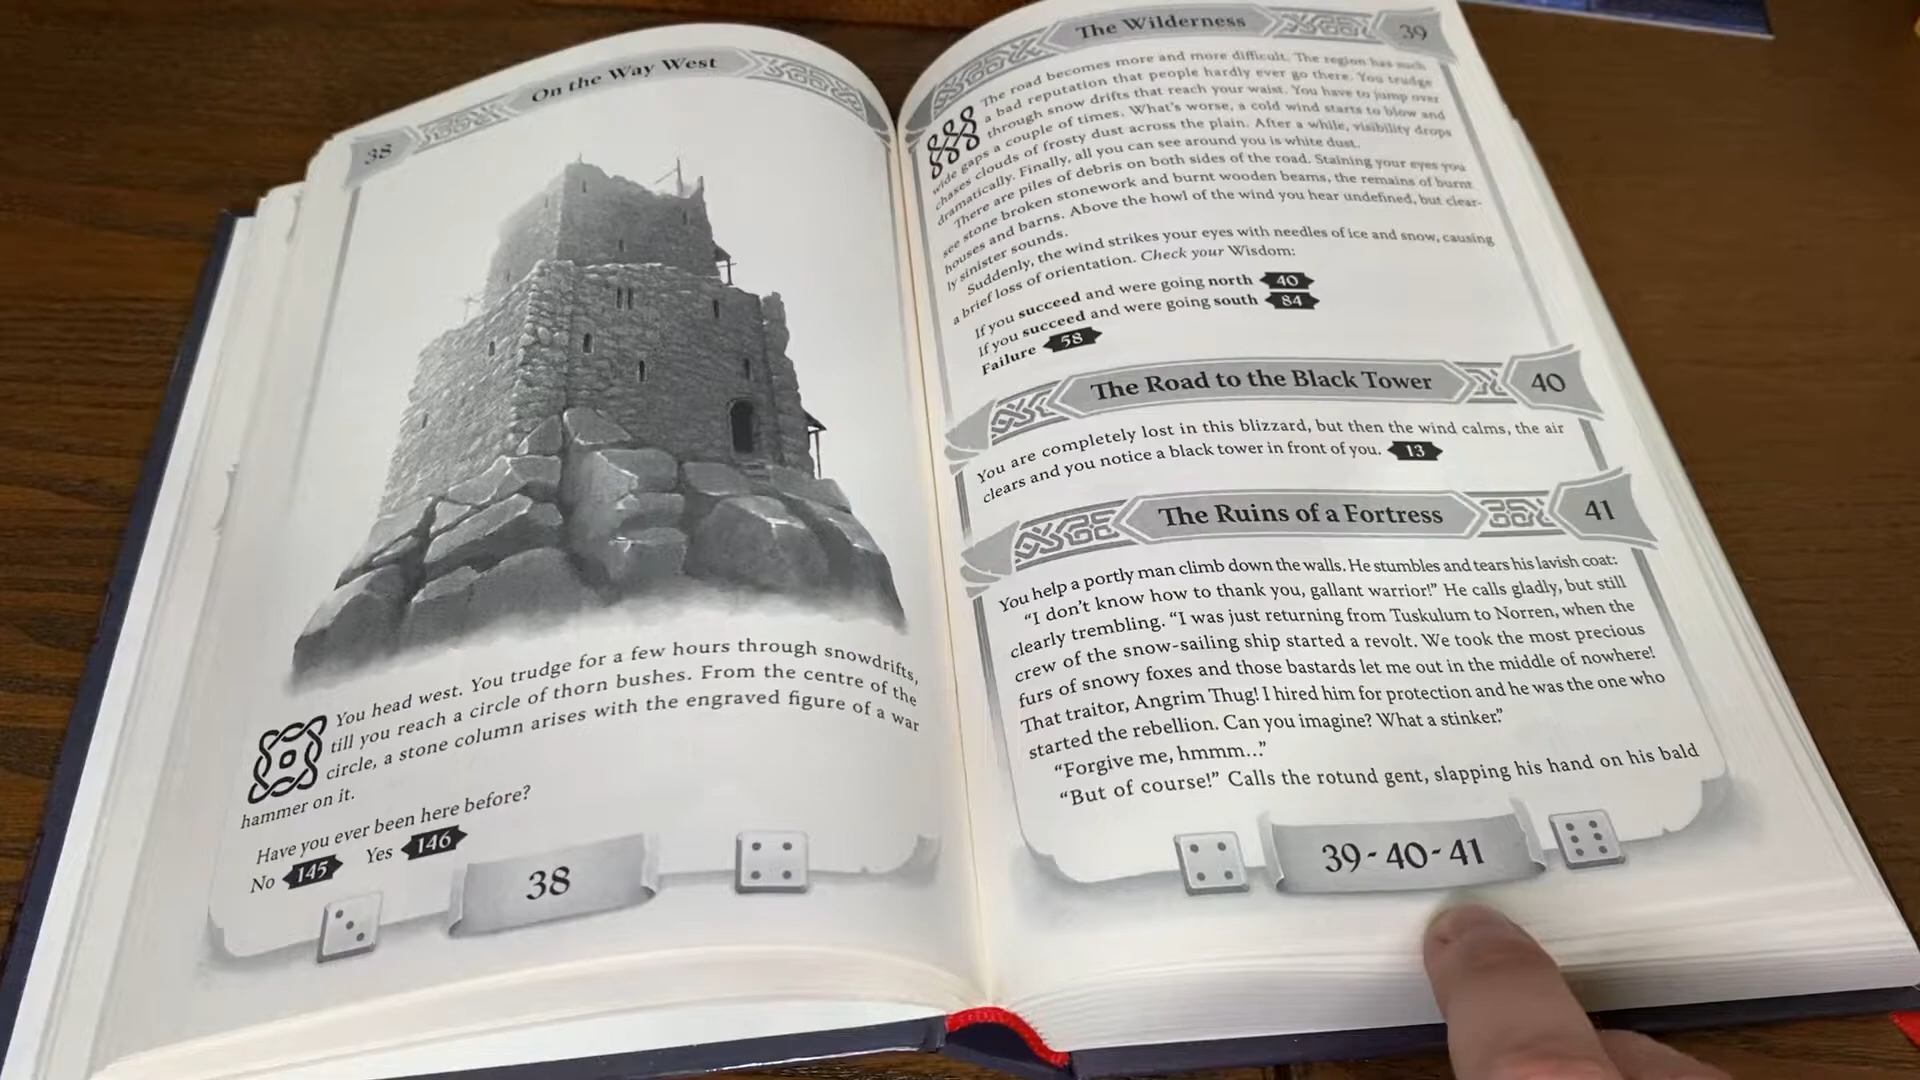 38
On the Way West
You head west. You trudge for a few hours through snowdrifts,
till you reach a circle of thorn bushes. From the centre of the
circle, a stone column arises with the engraved figure of a war
hammer on it.
Have you ever been here before?
No 145 Yes 146
38
The Wilderness
39
The road becomes more and more difficult. The region has such
a bad reputation that people hardly ever go there. You trudge
through snow drifts that reach your waist. You have to jump over
wide gaps a couple of times. What's worse, a cold wind starts to blow and
chases clouds of frosty dust across the plain. After a while, visibility drops
dramatically. Finally, all you can see around you is white dust.
There are piles of debris on both sides of the road. Staining your eyes you
see stone broken stonework and burnt wooden beams, the remains of burnt
houses and barns. Above the howl of the wind you hear undefined, but clear-
ly sinister sounds.
Suddenly, the wind strikes your eyes with needles of ice and snow, causing
a brief loss of orientation. Check your Wisdom:
If you succeed and were going north 40
If you succeed and were going south 84
Failure 58
The Road to the Black Tower
40
You are completely lost in this blizzard, but then the wind calms, the air
clears and you notice a black tower in front of you. 13
The Ruins of a Fortress
41
You help a portly man climb down the walls. He stumbles and tears his lavish coat:
“I don't know how to thank you, gallant warrior!” He calls gladly, but still
clearly trembling. “I was just returning from Tuskulum to Norren, when the
crew of the snow-sailing ship started a revolt. We took the most precious
furs of snowy foxes and those bastards let me out in the middle of nowhere!
That traitor, Angrim Thug! I hired him for protection and he was the one who
started the rebellion. Can you imagine? What a stinker.”
“Forgive me, hmmm...”
“But of course!” Calls the rotund gent, slapping his hand on his bald
39-40-41